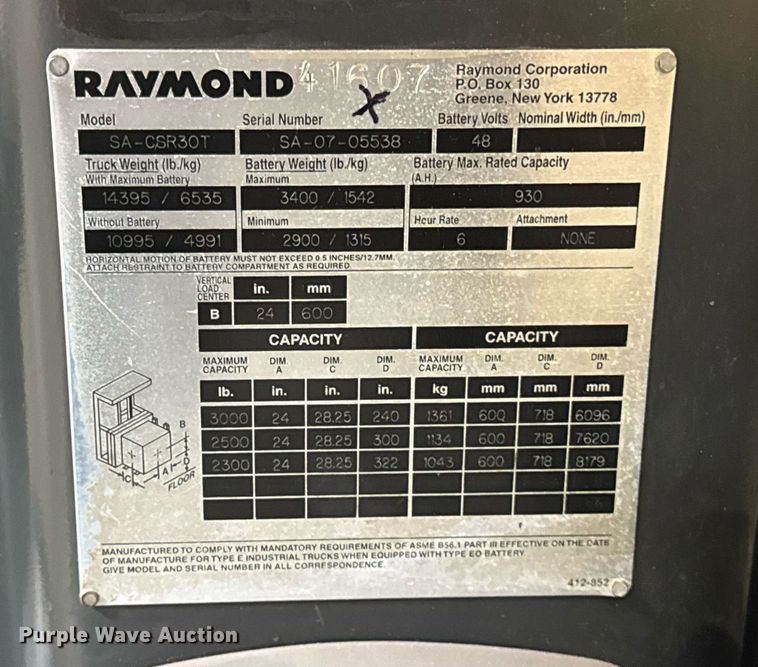 RAYMOND 41607 Raymond Corporation
P.O. Box 130
Greene, New York 13778
X
Model Serial Number Battery Volts Nominal Width (in./mm)
SA-CSR30T SA-07-05538 48
Truck Weight (lb./kg) Battery Weight (lb./kg) Battery Max. Rated Capacity
With Maximum Battery Maximum (A.H.)
14395 / 6535 3400 / 1542 930
Without Battery Minimum Hour Rate Attachment
10995 / 4991 2900 / 1315 6 NONE
HORIZONTAL MOTION OF BATTERY MUST NOT EXCEED 0.5 INCHES/12.7MM.
ATTACH RESTRAINT TO BATTERY COMPARTMENT AS REQUIRED.
VERTICAL
LOAD
CENTER in. mm
B 24 600
CAPACITY CAPACITY
MAXIMUM CAPACITY DIM. A DIM. C DIM. D MAXIMUM CAPACITY DIM. A DIM. C DIM. D
lb. in. in. in. kg mm mm mm
3000 24 28.25 240 1361 600 718 6096
2500 24 28.25 300 1134 600 718 7620
2300 24 28.25 322 1043 600 718 8179
B
D
A
C
FLOOR
MANUFACTURED TO COMPLY WITH MANDATORY REQUIREMENTS OF ASME B56.1 PART III EFFECTIVE ON THE DATE
OF MANUFACTURE FOR TYPE E INDUSTRIAL TRUCKS WHEN EQUIPPED WITH TYPE EO BATTERY
GIVE MODEL AND SERIAL NUMBER IN ALL CORRESPONDENCE.
412-852
Purple Wave Auction